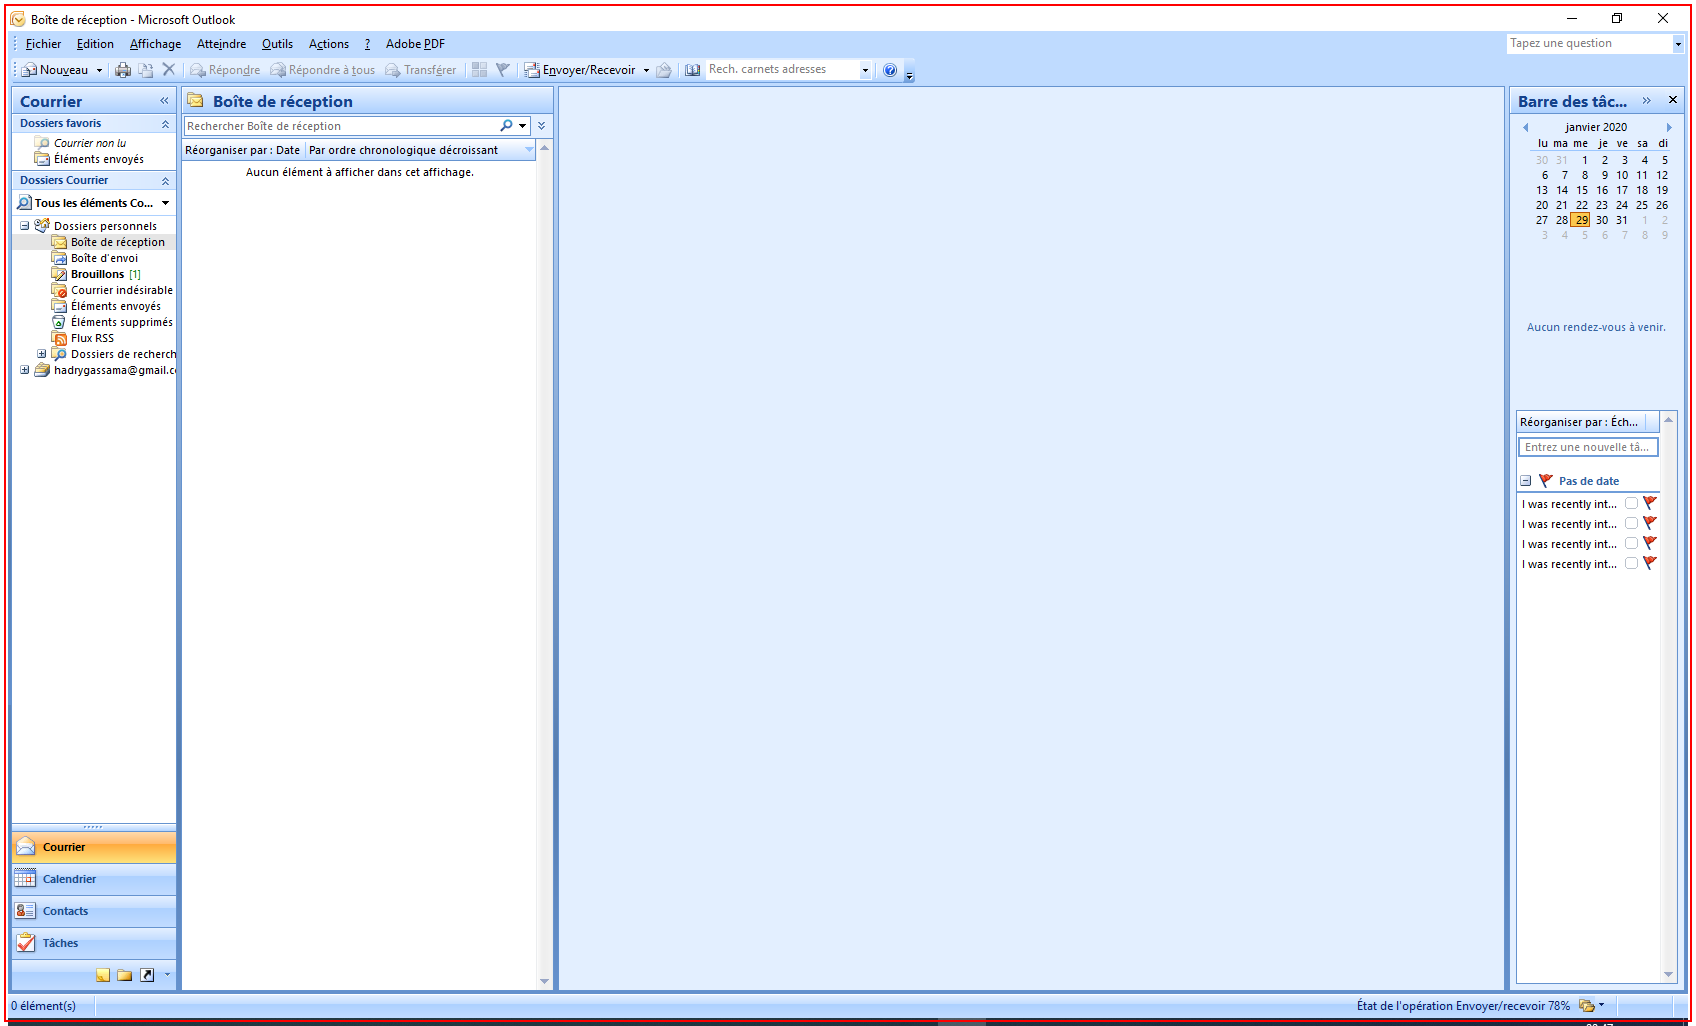 Boîte de réception - Microsoft Outlook
Fichier Edition Affichage Atteindre Outils Actions ? Adobe PDF
Tapez une question
Nouveau Répondre Répondre à tous Transférer Envoyer/Recevoir Rech. carnets adresses
Courrier
Dossiers favoris
Courrier non lu
Éléments envoyés
Dossiers Courrier
Tous les éléments Co...
Dossiers personnels
Boîte de réception
Boîte d'envoi
Brouillons [1]
Courrier indésirable
Éléments envoyés
Éléments supprimés
Flux RSS
Dossiers de recherch
hadrygassama@gmail.c
Courrier
Calendrier
Contacts
Tâches
Boîte de réception
Rechercher Boîte de réception
Réorganiser par : Date Par ordre chronologique décroissant
Aucun élément à afficher dans cet affichage.
Barre des tâc...
janvier 2020
lu ma me je ve sa di
30 31 1 2 3 4 5
6 7 8 9 10 11 12
13 14 15 16 17 18 19
20 21 22 23 24 25 26
27 28 29 30 31 1 2
3 4 5 6 7 8 9
Aucun rendez-vous à venir.
Réorganiser par : Éch...
Entrez une nouvelle tâ...
Pas de date
I was recently int...
I was recently int...
I was recently int...
I was recently int...
0 élément(s)
État de l'opération Envoyer/recevoir 78%